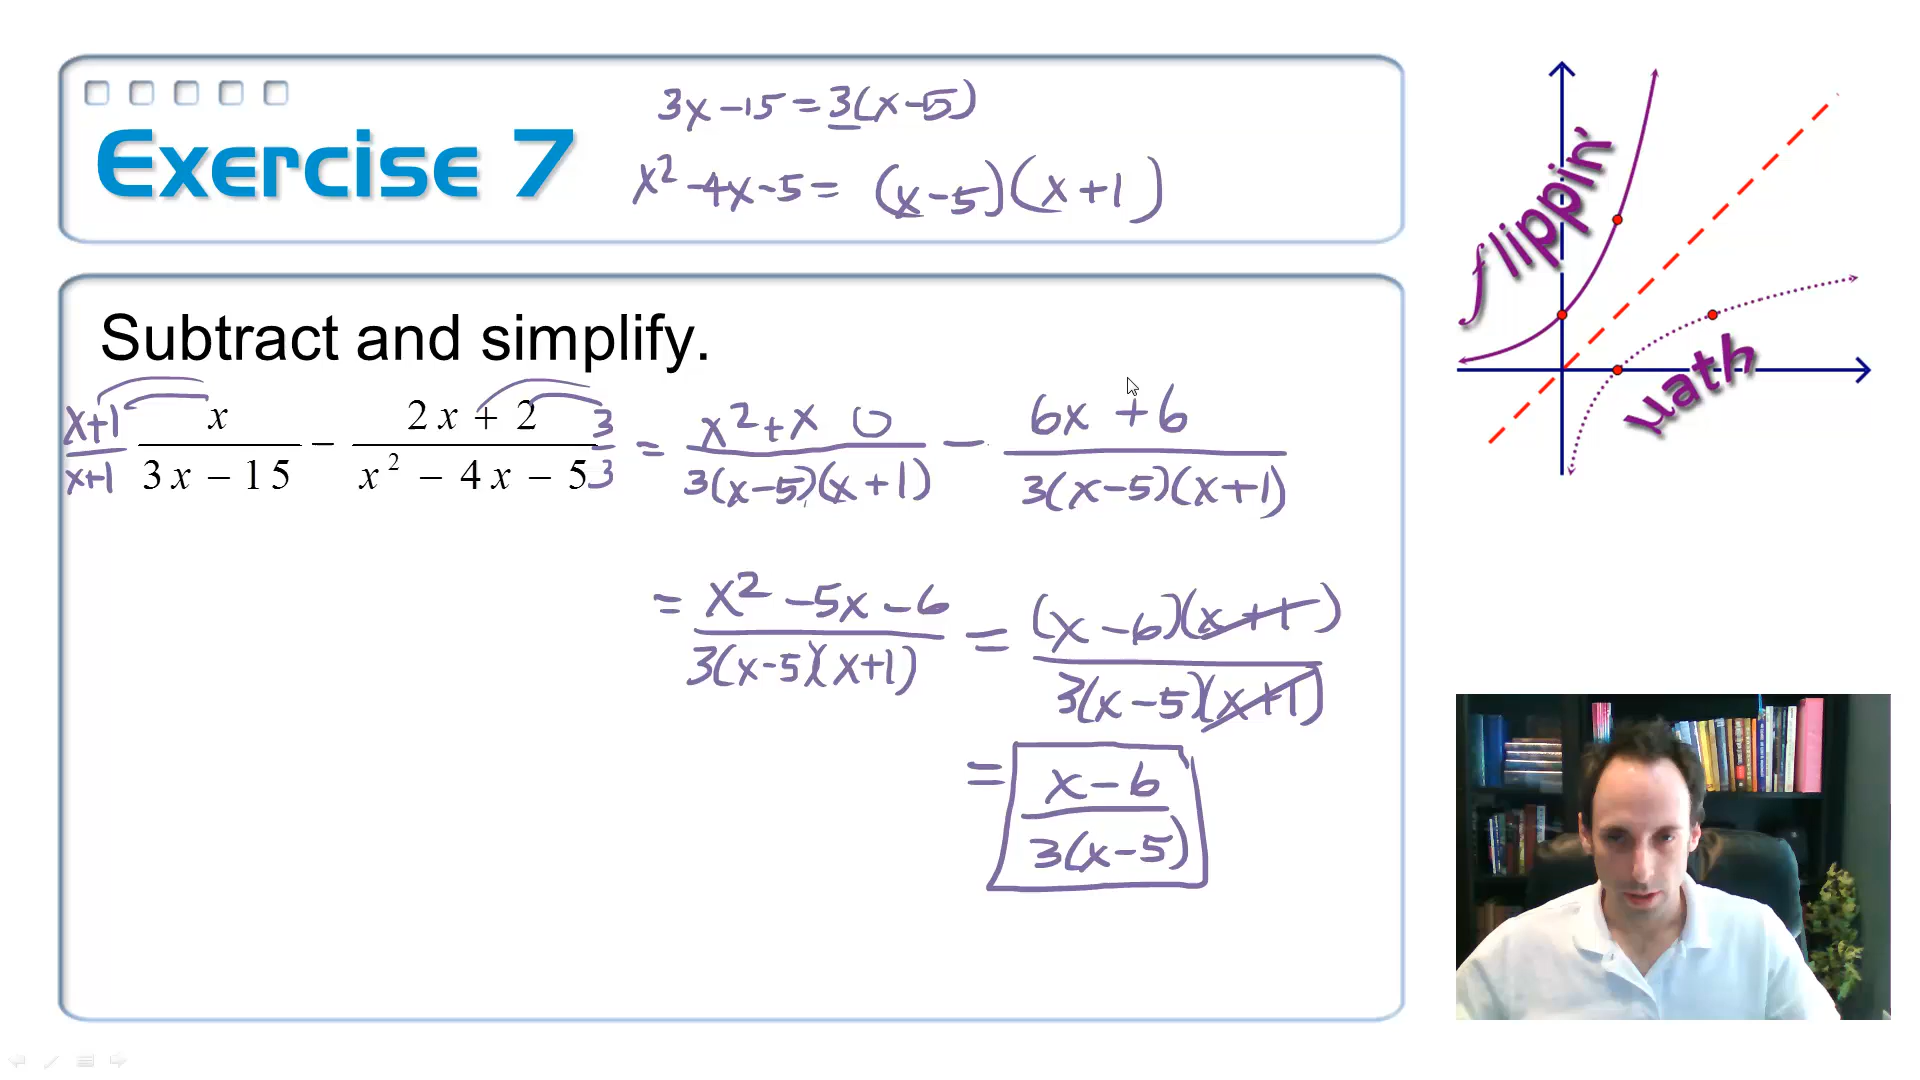 3x-15=3(x-5)
Exercise 7
x²-4x-5= (x-5)(x+1)
Subtract and simplify.
x+1/x+1 x/3x-15 - 2x+2/x²-4x-5 3/3 = x²+x 0/3(x-5)(x+1) - 6x+6/3(x-5)(x+1)
= x²-5x-6/3(x-5)(x+1) = (x-6)(x+1)/3(x-5)(x+1)
= x-6/3(x-5)
flippin'
math